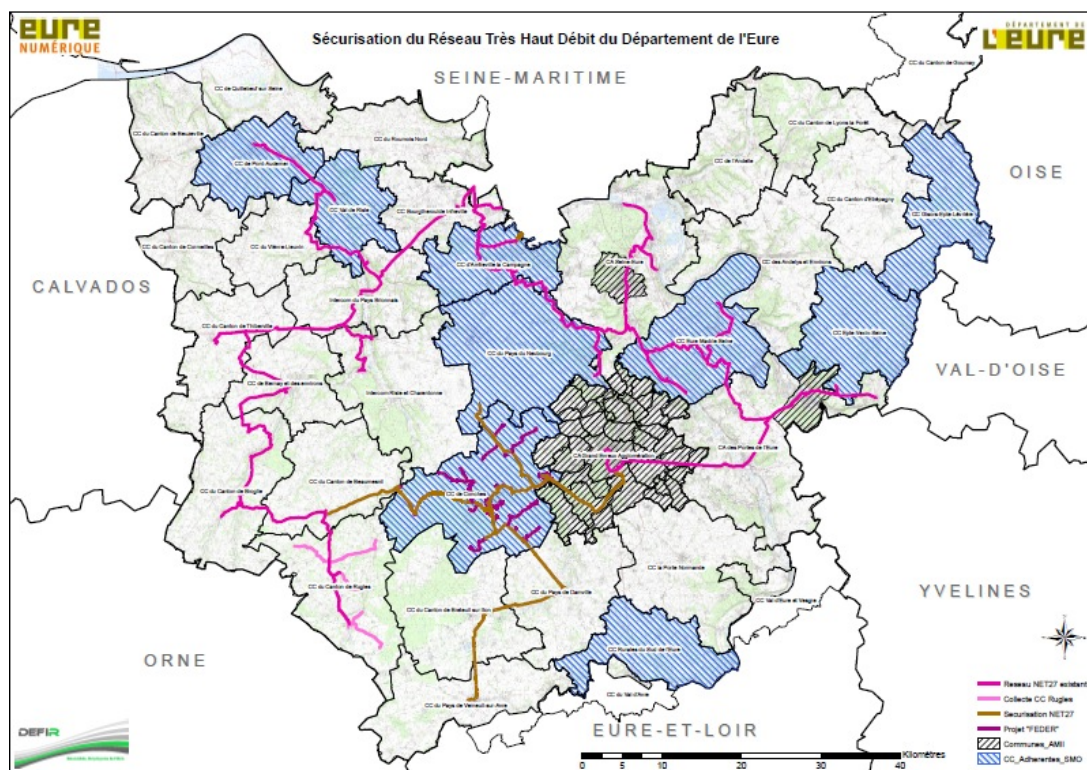 eure
NUMÉRIQUE
Sécurisation du Réseau Très Haut Débit du Département de l'Eure
DÉPARTEMENT DE
L'EURE
SEINE-MARITIME
CC du Canton de Gournay
CC de Quillebeuf sur Seine
CC du Canton de Beuzeville
CC du Roumois Nord
CC du Canton de Lyons la Forêt
CC de Pont Audemer
CC de l'Andelle
OISE
CC du Canton d'Etrépagny
CC Val de Risle
CC Bourgtheroulde Infreville
CC du Canton de Cormeilles
CC du Vièvre Lieuvin
CC d'Amfreville la Campagne
CA Seine Eure
CC des Andelys et Environs
CALVADOS
Intercom du Pays Brionnais
CC du Canton de Thiberville
CC Eure Madrie Seine
CC Epte Vexin Seine
CC du Pays du Neubourg
VAL-D'OISE
CC de Bernay et des environs
Intercom Risle et Charentonne
CA Grand Evreux Agglomération
CA des Portes de l'Eure
CC du Canton de Beaumesnil
CC du Canton de Broglie
CC de Conches
CC la Porte Normande
CC du Canton de Rugles
CC du Pays de Damville
CC Val d'Eure et Vesgre
YVELINES
CC du Canton de Breteuil sur Iton
ORNE
CC Rurales du Sud de l'Eure
CC du Val d'Avre
CC du Pays de Verneuil sur Avre
EURE-ET-LOIR
Reseau NET27 existant
Collecte CC Rugles
Securisation NET27
Projet "FEDER"
Communes_AMII
CC_Adherentes_SMO
Kilomètres
0 5 10 20 30 40
DEFIR